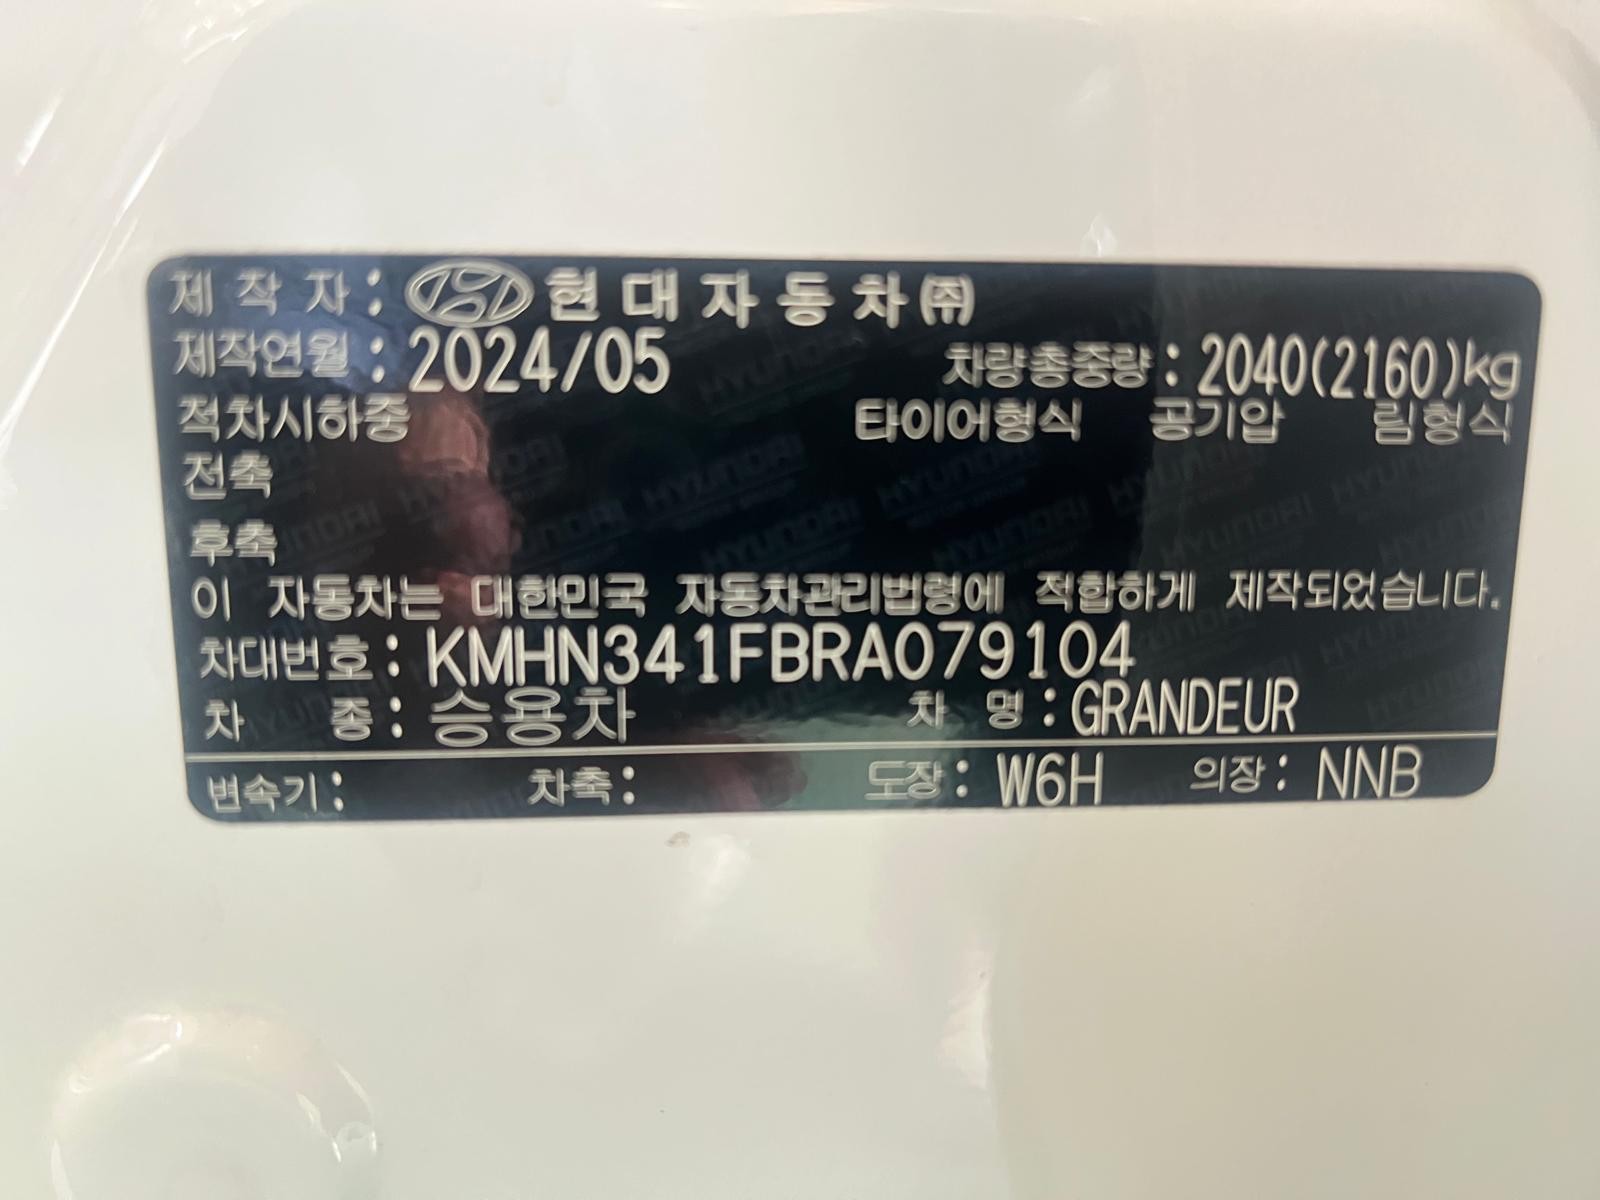 제 작 자 : 현 대 자 동 차 ㈜
제작연월 : 2024/05 차량총중량 : 2040(2160)kg
적차시하중 타이어형식 공기압 림형식
전축
후축
이 자동차는 대한민국 자동차관리법령에 적합하게 제작되었습니다.
차대번호 : KMHN341FBRA079104
차 종 : 승용차 차 명 : GRANDEUR
변속기 : 차축 : 도장 : W6H 의장 : NNB